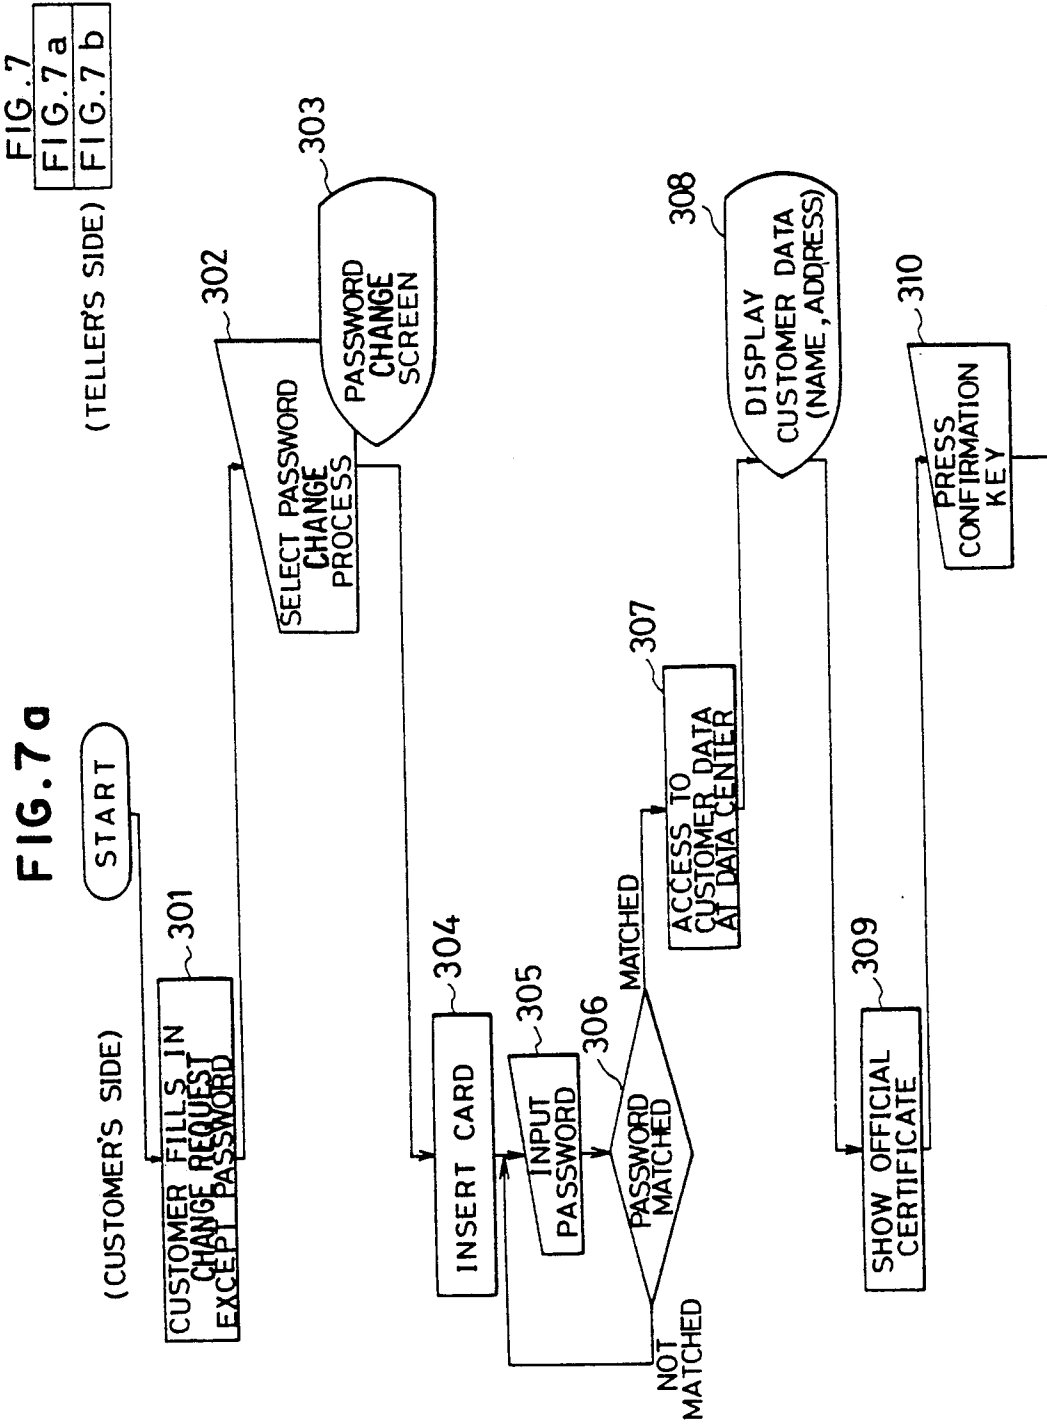 FIG. 7
FIG. 7a
FIG. 7b
FIG. 7a
(CUSTOMER'S SIDE)
(TELLER'S SIDE)
START
301
CUSTOMER FILLS IN
CHANGE REQUEST
EXCEPT PASSWORD
302
SELECT PASSWORD
CHANGE
PROCESS
303
PASSWORD
CHANGE
SCREEN
304
INSERT CARD
305
INPUT
PASSWORD
306
PASSWORD
MATCHED
MATCHED
NOT
MATCHED
307
ACCESS TO
CUSTOMER DATA
AT DATA CENTER
308
DISPLAY
CUSTOMER DATA
(NAME, ADDRESS)
309
SHOW OFFICIAL
CERTIFICATE
310
PRESS
CONFIRMATION
KEY